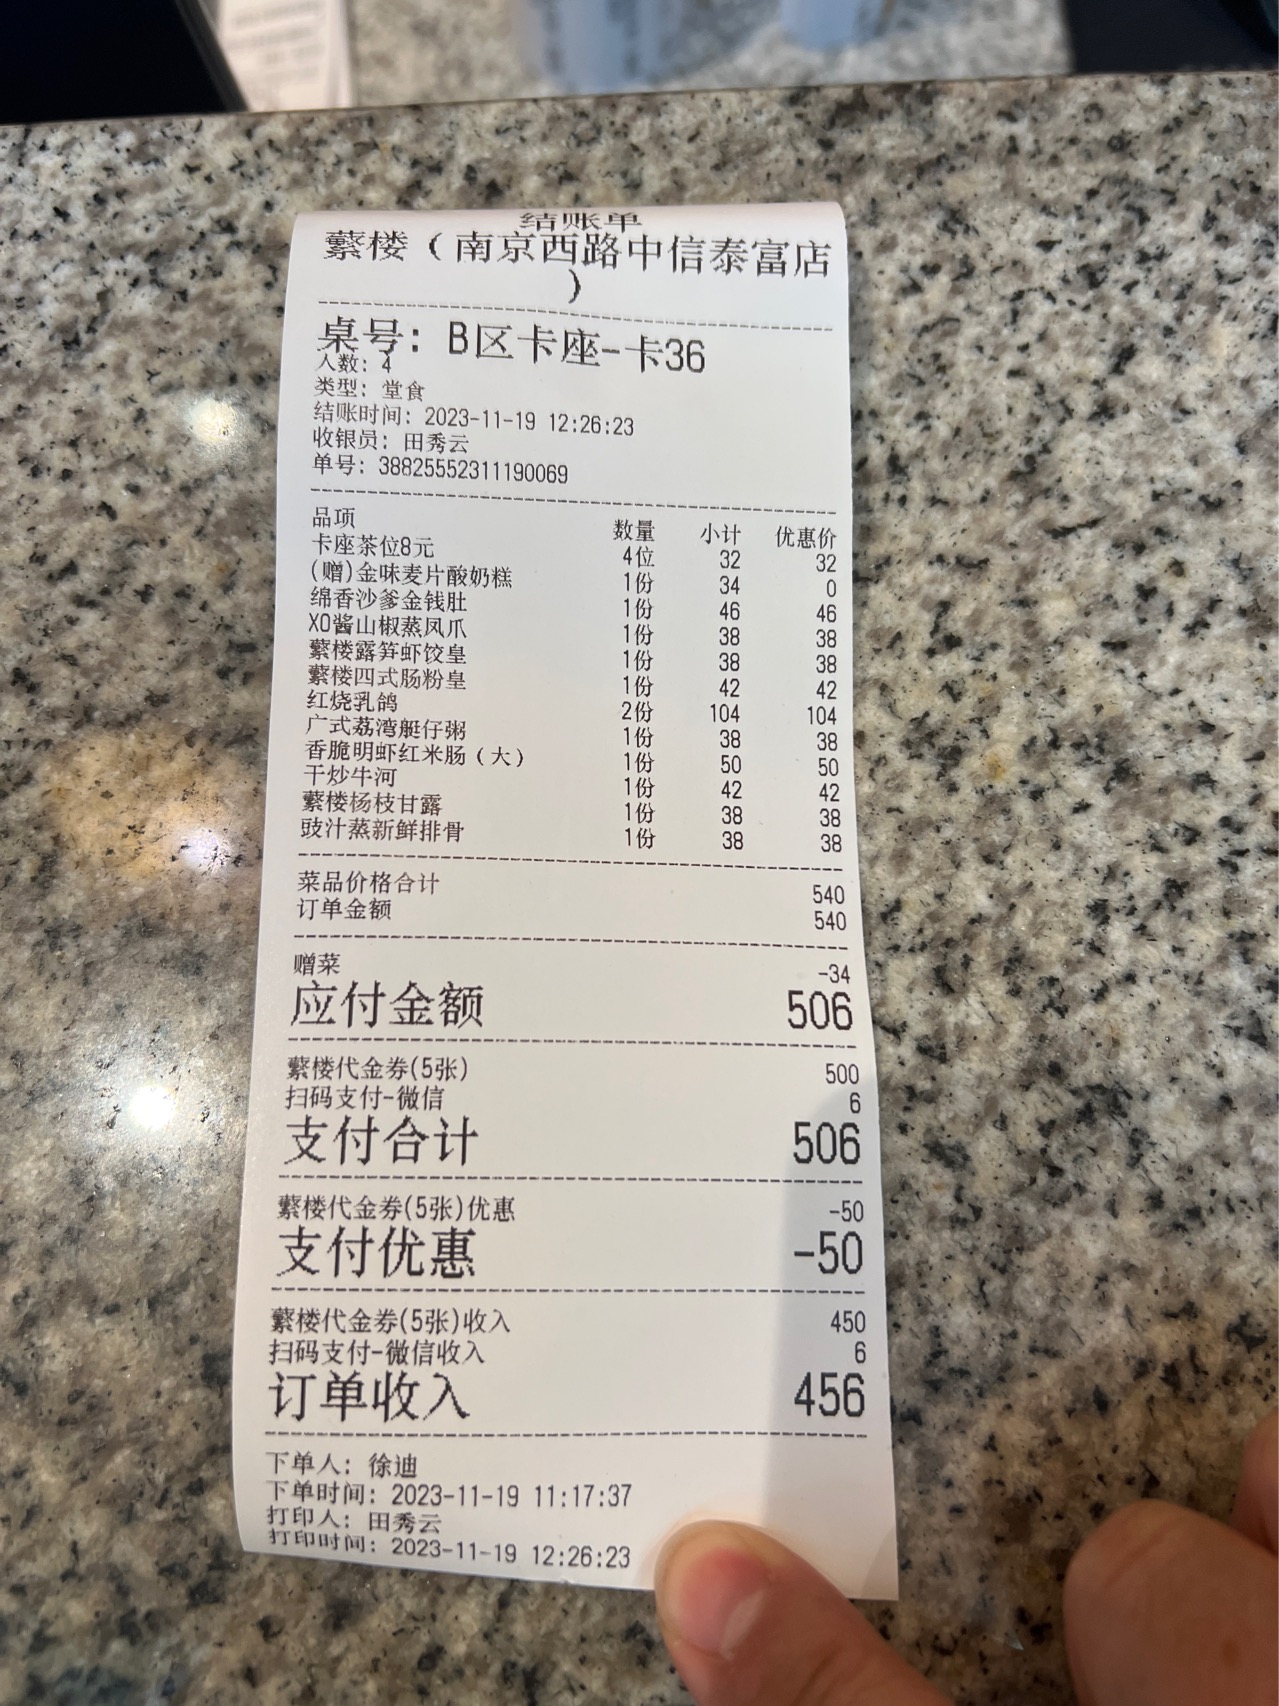 结账单
蘩楼（南京西路中信泰富店
）
桌号：B区卡座-卡36
人数：4
类型：堂食
结账时间：2023-11-19 12:26:23
收银员：田秀云
单号：38825552311190069
品项 数量 小计 优惠价
卡座茶位8元 4位 32 32
(赠)金味麦片酸奶糕 1份 34 0
绵香沙爹金钱肚 1份 46 46
XO酱山椒蒸凤爪 1份 38 38
蘩楼露笋虾饺皇 1份 38 38
蘩楼四式肠粉皇 1份 42 42
红烧乳鸽 2份 104 104
广式荔湾艇仔粥 1份 38 38
香脆明虾红米肠（大） 1份 50 50
干炒牛河 1份 42 42
蘩楼杨枝甘露 1份 38 38
豉汁蒸新鲜排骨 1份 38 38
菜品价格合计 540
订单金额 540
赠菜 -34
应付金额 506
蘩楼代金券(5张) 500
扫码支付-微信 6
支付合计 506
蘩楼代金券(5张)优惠 -50
支付优惠 -50
蘩楼代金券(5张)收入 450
扫码支付-微信收入 6
订单收入 456
下单人：徐迪
下单时间：2023-11-19 11:17:37
打印人：田秀云
打印时间：2023-11-19 12:26:23